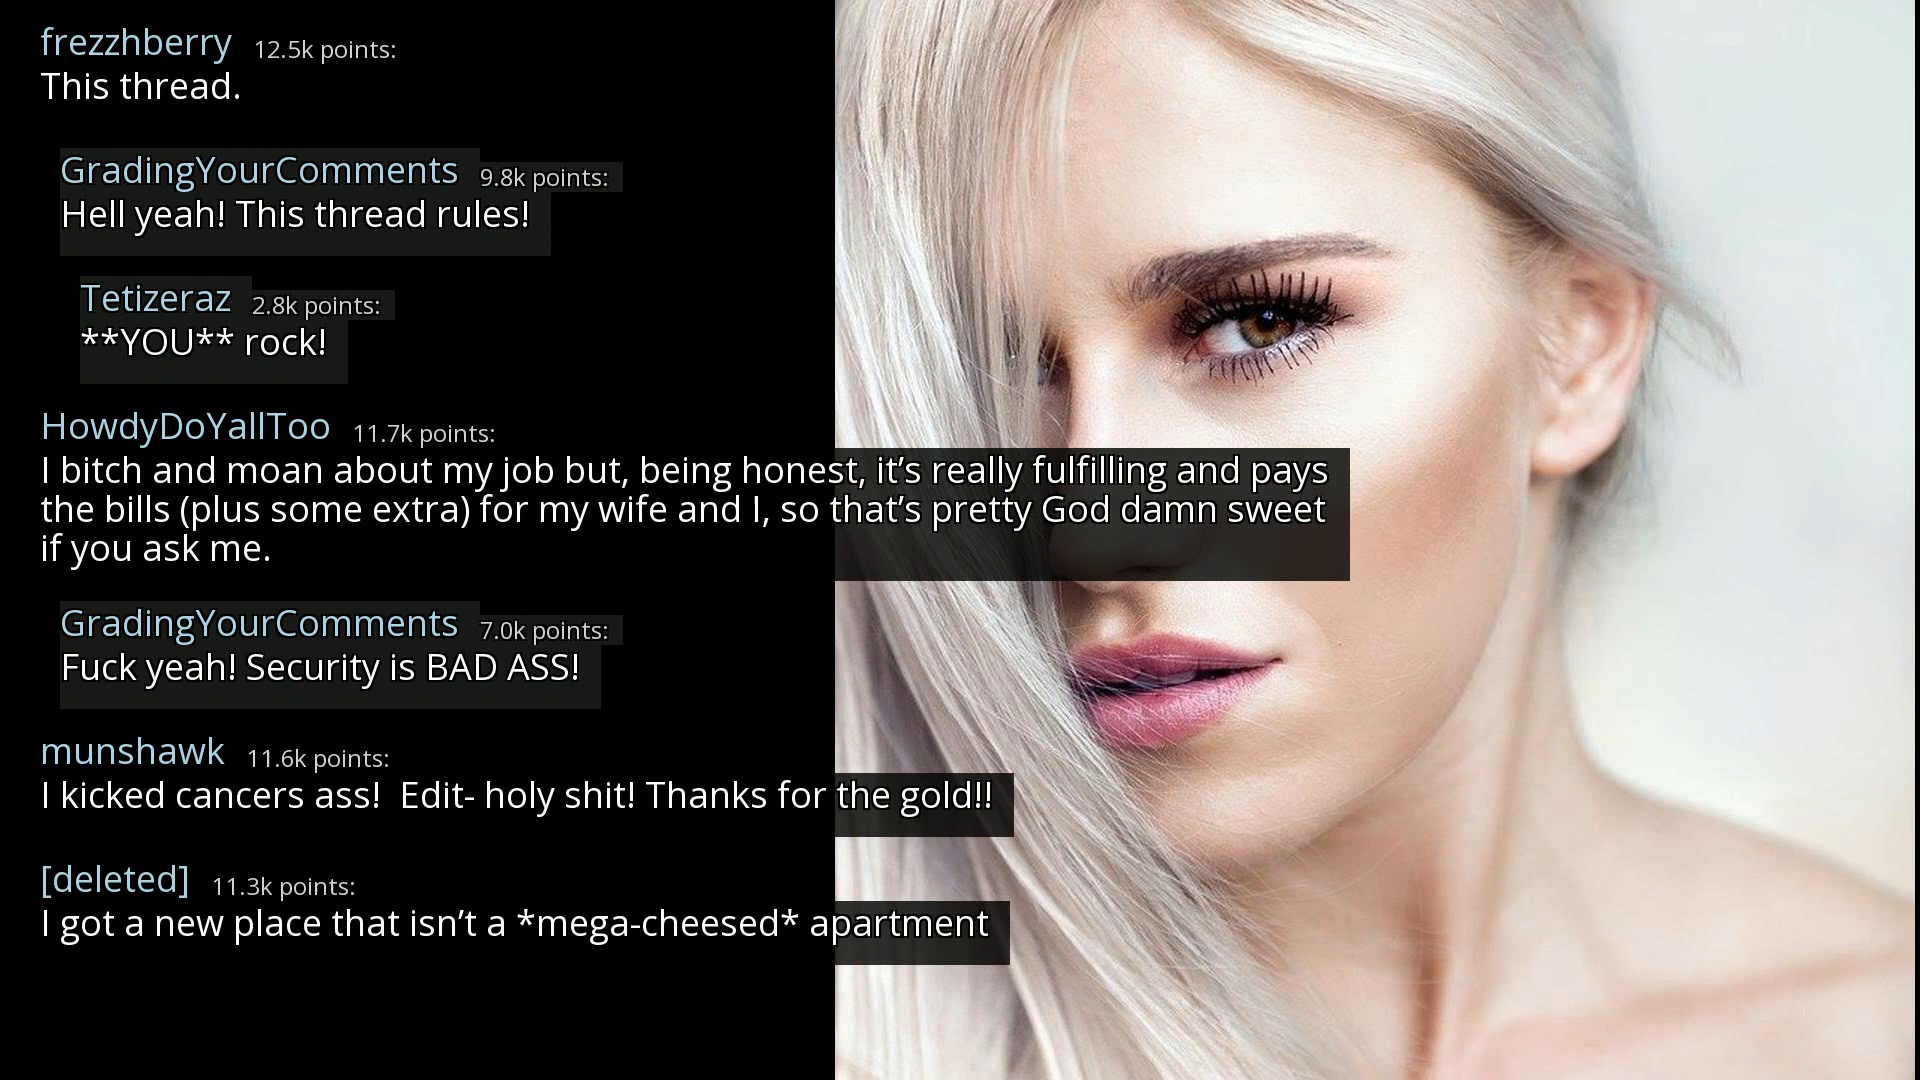 frezzhberry 12.5k points:
This thread.
GradingYourComments 9.8k points:
Hell yeah! This thread rules!
Tetizeraz 2.8k points:
**YOU** rock!
HowdyDoYallToo 11.7k points:
I bitch and moan about my job but, being honest, it’s really fulfilling and pays
the bills (plus some extra) for my wife and I, so that’s pretty God damn sweet
if you ask me.
GradingYourComments 7.0k points:
Fuck yeah! Security is BAD ASS!
munshawk 11.6k points:
I kicked cancers ass!  Edit- holy shit! Thanks for the gold!!
[deleted] 11.3k points:
I got a new place that isn’t a *mega-cheesed* apartment